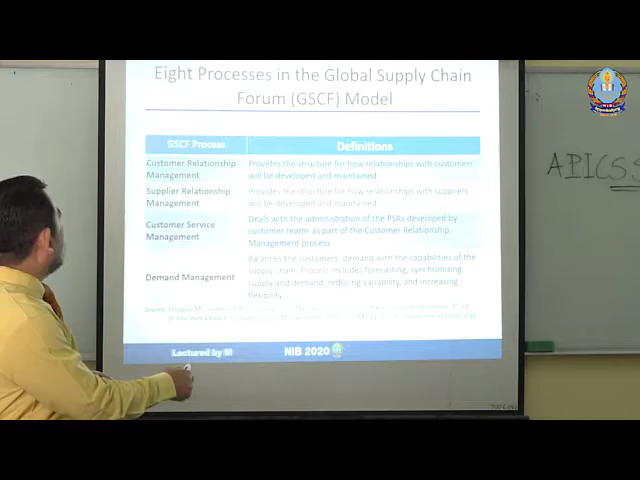 Eight Processes in the Global Supply Chain
Forum (GSCF) Model
GSCF Process
Definitions
Customer Relationship
Management
Provides the structure for how relationships with customers
will be developed and maintained
Supplier Relationship
Management
Provides the structure for how relationships with suppliers
will be developed and maintained
Customer Service
Management
Deals with the administration of the PSAs developed by
customer teams as part of the Customer Relationship
Management process
Demand Management
Balances the customers' demand with the capabilities of the
supply chain. Process includes forecasting, synchronizing
supply and demand, reducing variability, and increasing
flexibility.
Source: Douglas M.
Lectured by M
NIB 2020
APICS